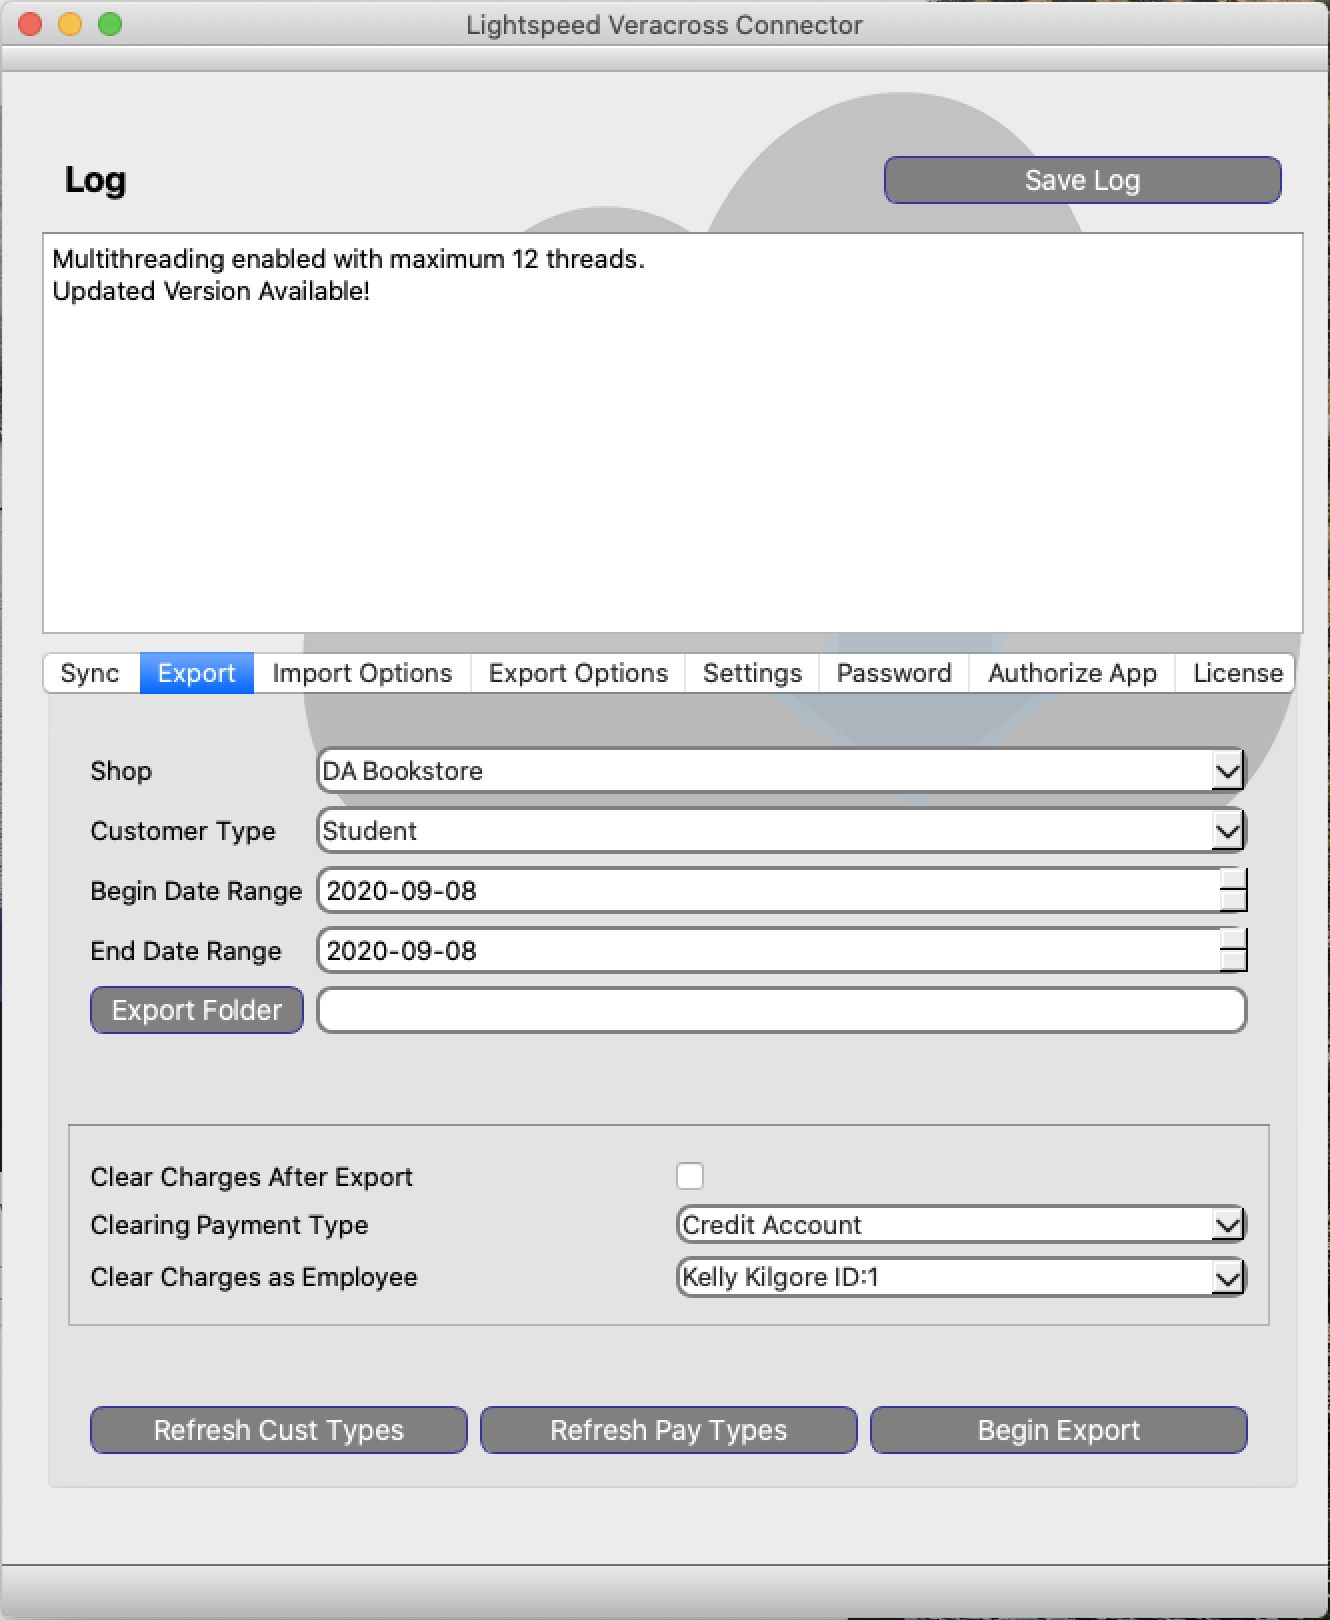 Lightspeed Veracross Connector
Log
Save Log
Multithreading enabled with maximum 12 threads.
Updated Version Available!
Sync Export Import Options Export Options Settings Password Authorize App License
Shop DA Bookstore
Customer Type Student
Begin Date Range 2020-09-08
End Date Range 2020-09-08
Export Folder
Clear Charges After Export
Clearing Payment Type Credit Account
Clear Charges as Employee Kelly Kilgore ID:1
Refresh Cust Types Refresh Pay Types Begin Export